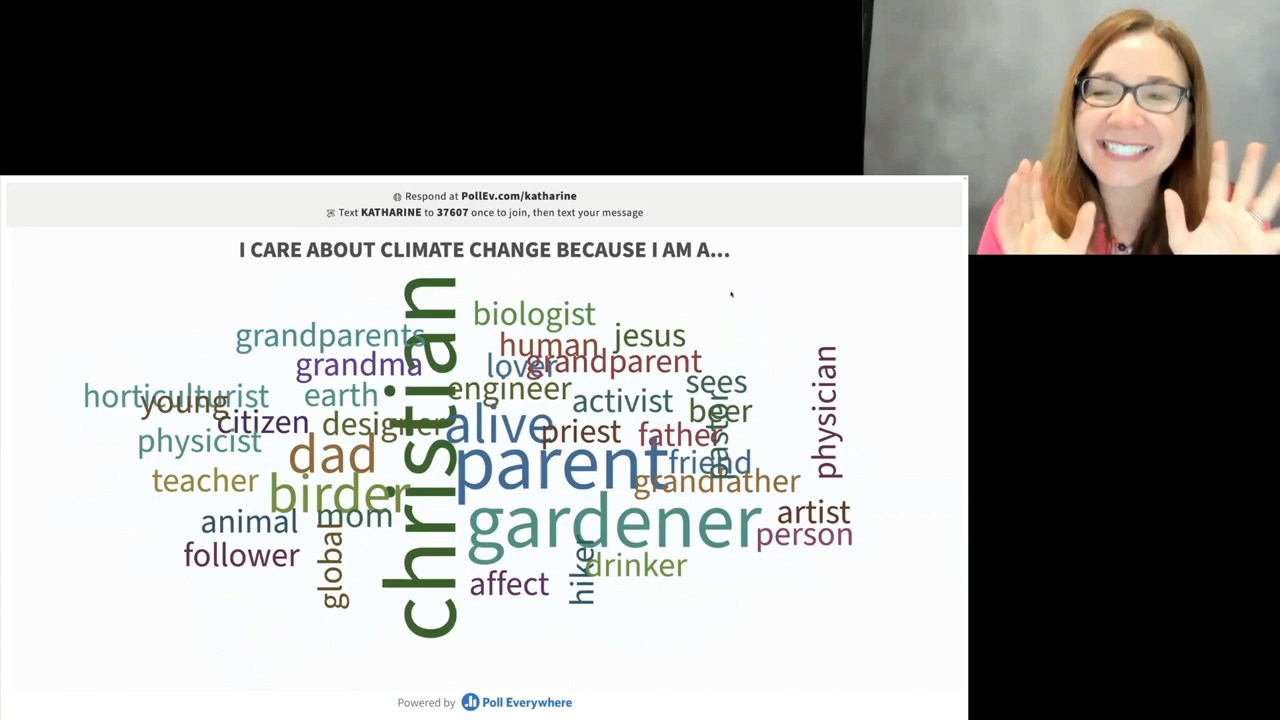 Respond at PollEv.com/katharine
Text KATHARINE to 37607 once to join, then text your message
I CARE ABOUT CLIMATE CHANGE BECAUSE I AM A...
christian
biologist
grandparents
human
jesus
grandma
lover
grandparent
horticulturist
young
earth
engineer
sees
activist
beer
citizen
designer
alive
priest
father
pastor
physician
physicist
dad
parent
friend
teacher
birder
grandfather
animal
mom
gardener
artist
person
follower
global
hiker
drinker
affect
Powered by Poll Everywhere